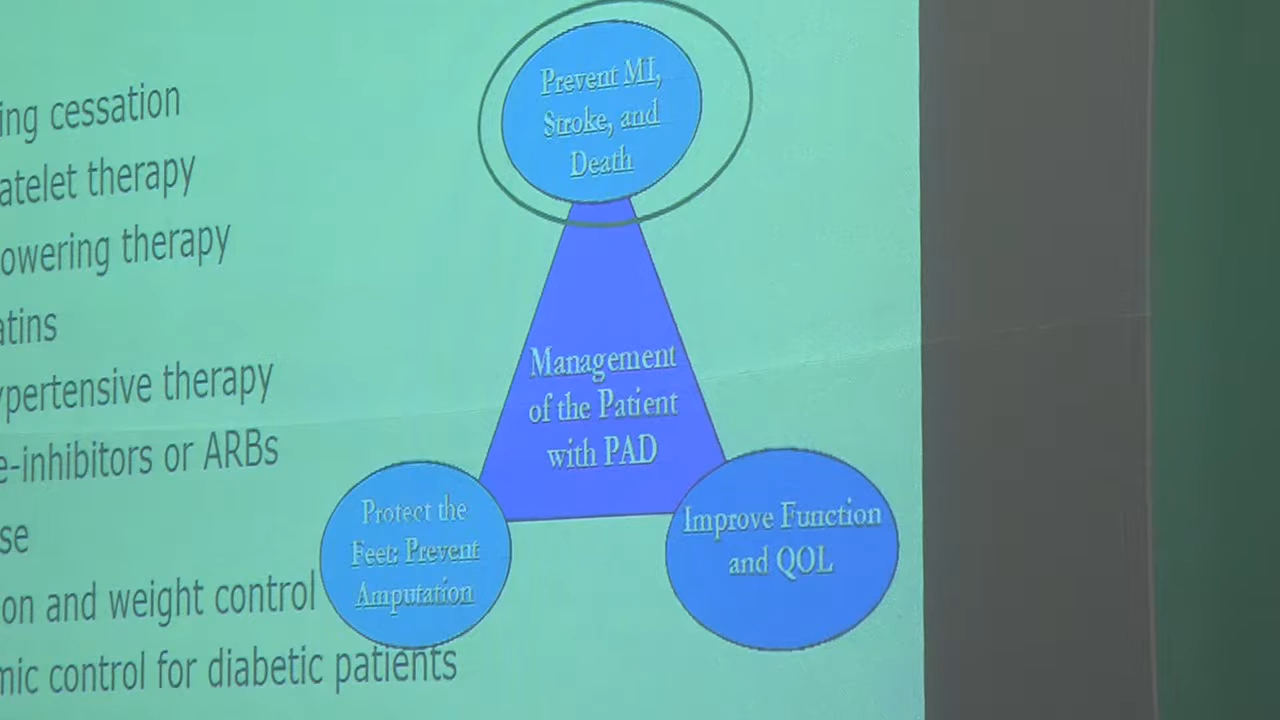 ing cessation
atelet therapy
owering therapy
atins
ypertensive therapy
e-inhibitors or ARBs
se
on and weight control
mic control for diabetic patients
Prevent MI,
Stroke, and
Death
Management
of the Patient
with PAD
Protect the
Feet: Prevent
Amputation
Improve Function
and QOL